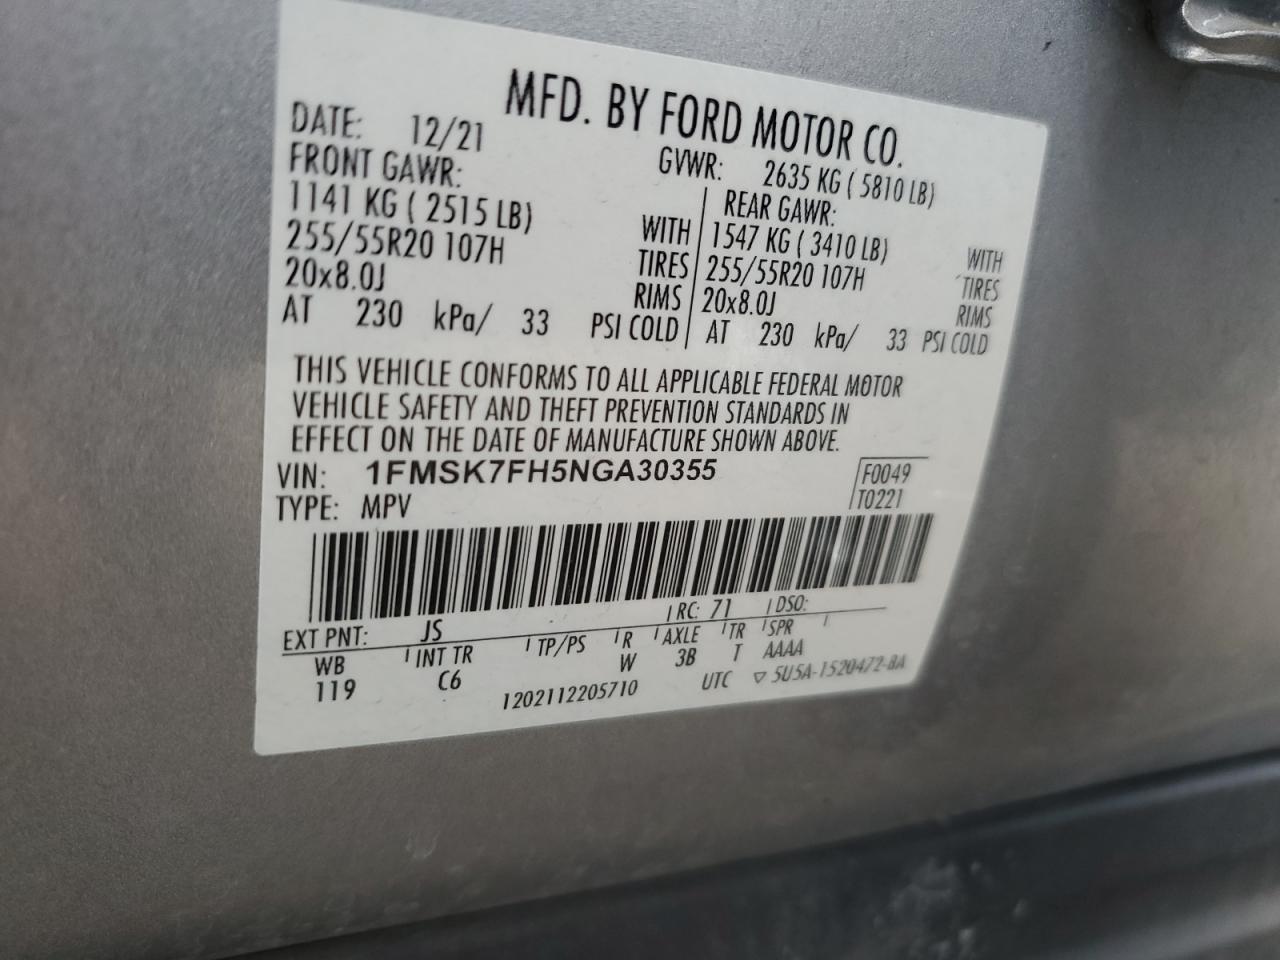 MFD. BY FORD MOTOR CO.
DATE: 12/21 GVWR: 2635 KG ( 5810 LB)
FRONT GAWR: REAR GAWR:
1141 KG ( 2515 LB) WITH 1547 KG ( 3410 LB) WITH
255/55R20 107H TIRES 255/55R20 107H TIRES
20x8.0J RIMS 20x8.0J RIMS
AT 230 kPa/ 33 PSI COLD AT 230 kPa/ 33 PSI COLD
THIS VEHICLE CONFORMS TO ALL APPLICABLE FEDERAL MOTOR
VEHICLE SAFETY AND THEFT PREVENTION STANDARDS IN
EFFECT ON THE DATE OF MANUFACTURE SHOWN ABOVE.
VIN: 1FMSK7FH5NGA30355 F0049
TYPE: MPV T0221
EXT PNT: JS RC: 71 DSO:
WB INT TR TP/PS R AXLE TR SPR
119 C6 W 3B T AAAA
1202112205710 UTC ▽ 5U5A-1520472-BA